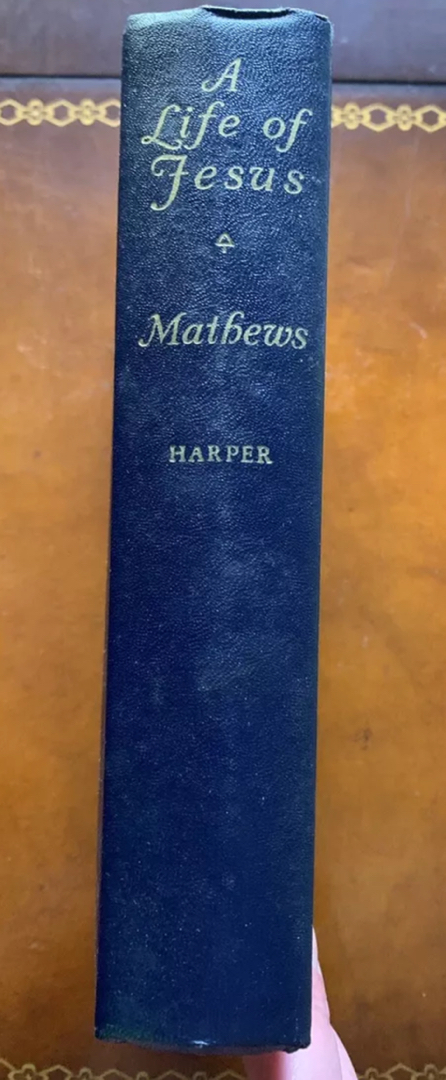 A
Life of
Jesus
Mathews
HARPER